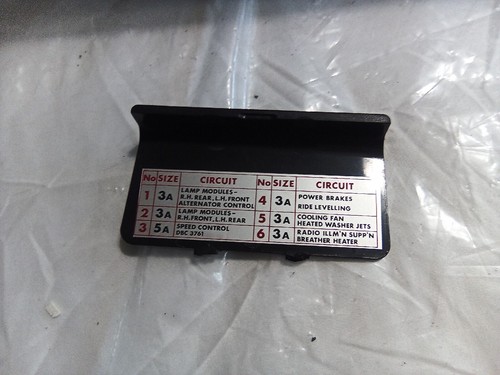 No SIZE CIRCUIT
1 3A LAMP MODULES-
R.H. REAR, L.H. FRONT
ALTERNATOR CONTROL
2 3A LAMP MODULES-
R.H. FRONT, L.H. REAR
3 5A SPEED CONTROL
DBC 3761
No SIZE CIRCUIT
4 3A POWER BRAKES
RIDE LEVELLING
5 3A COOLING FAN
HEATED WASHER JETS
6 3A RADIO ILLM'N SUPP'N
BREATHER HEATER